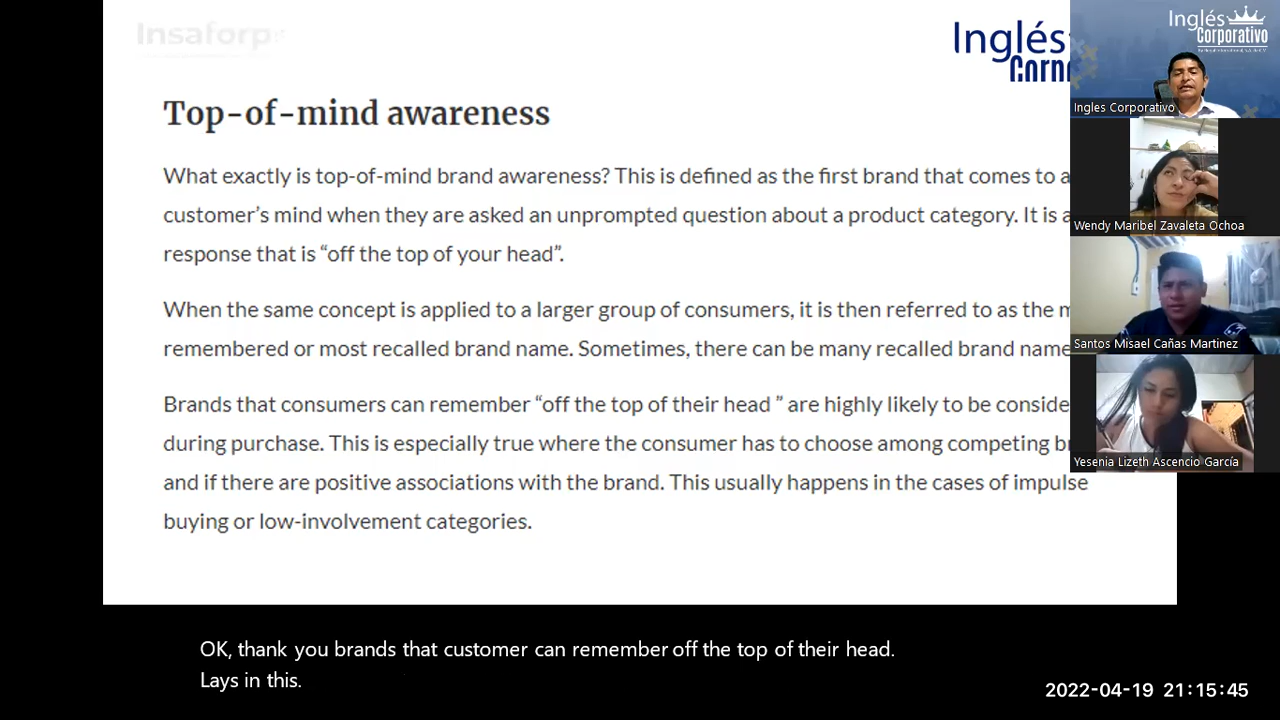 Insaforp
Inglés
Corporativo
Top-of-mind awareness
What exactly is top-of-mind brand awareness? This is defined as the first brand that comes to a
customer's mind when they are asked an unprompted question about a product category. It is a
response that is “off the top of your head”.
When the same concept is applied to a larger group of consumers, it is then referred to as the
remembered or most recalled brand name. Sometimes, there can be many recalled brand name
Brands that consumers can remember “off the top of their head ” are highly likely to be
during purchase. This is especially true where the consumer has to choose among competing
and if there are positive associations with the brand. This usually happens in the cases of impulse
buying or low-involvement categories.
Inglés
Ingles Corporativo
Wendy Maribel Zavaleta Ochoa
Santos Misael Cañas Martinez
Yesenia Lizeth Ascencio García
OK, thank you brands that customer can remember off the top of their head.
Lays in this.
2022-04-19 21:15:45